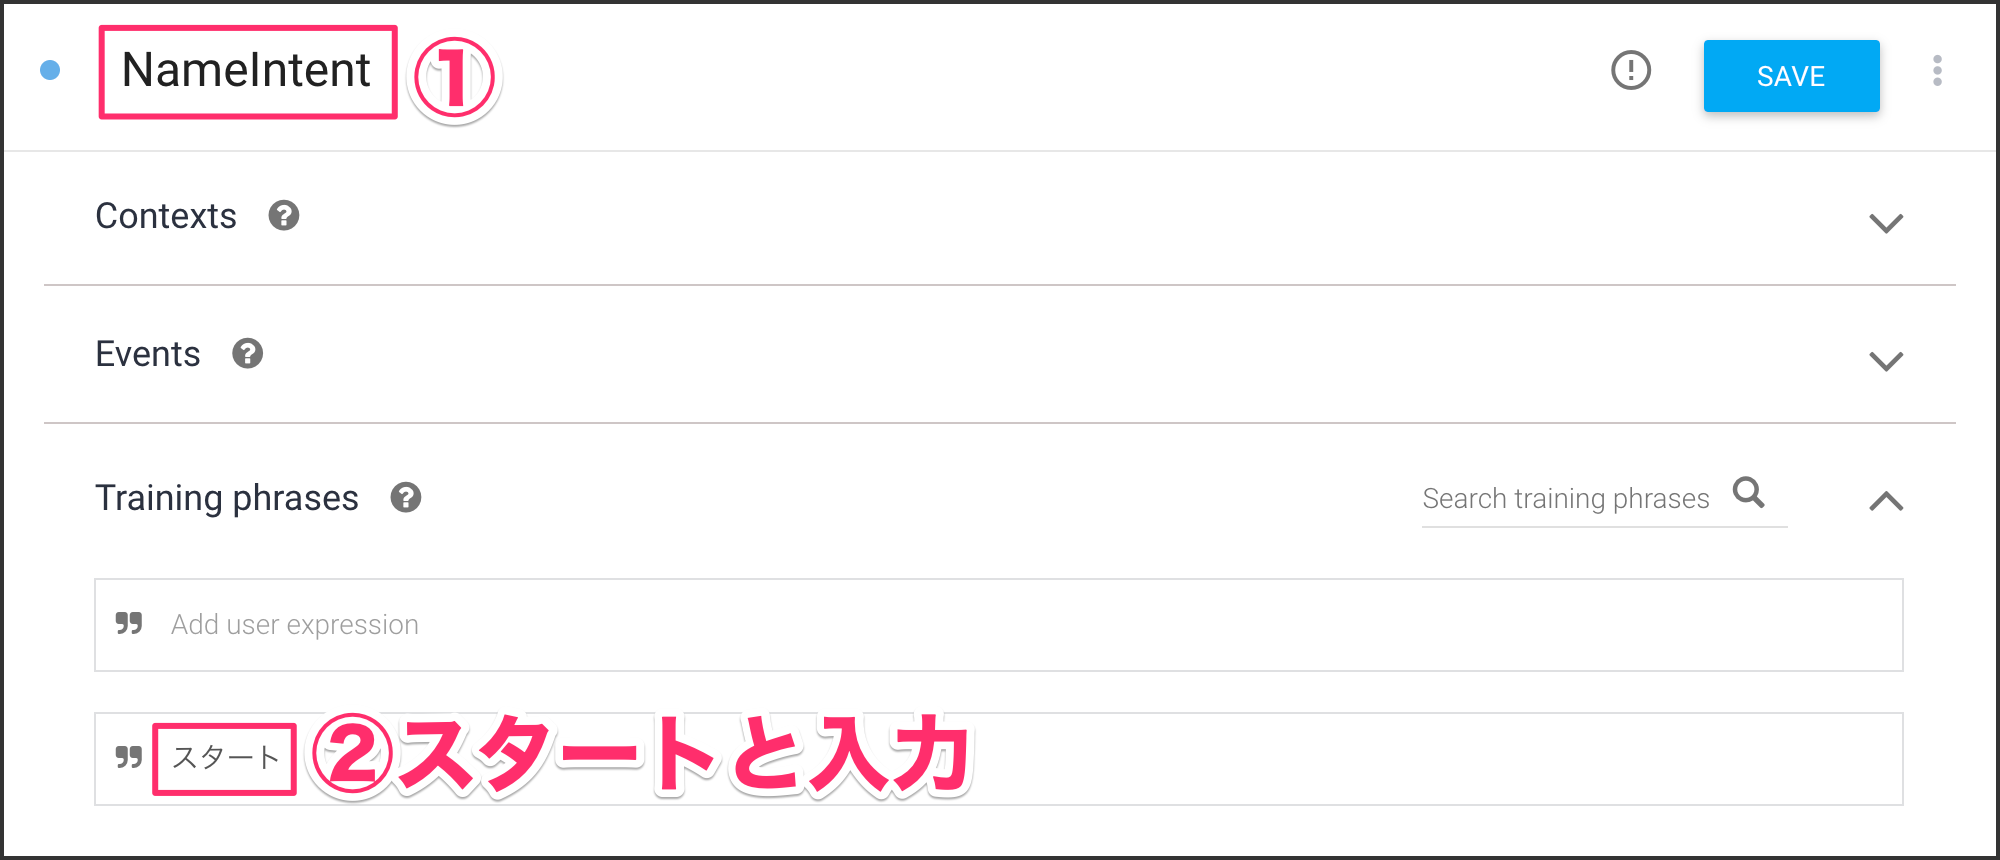 NameIntent ① SAVE
Contexts
Events
Training phrases Search training phrases
Add user expression
スタート ②スタートと入力